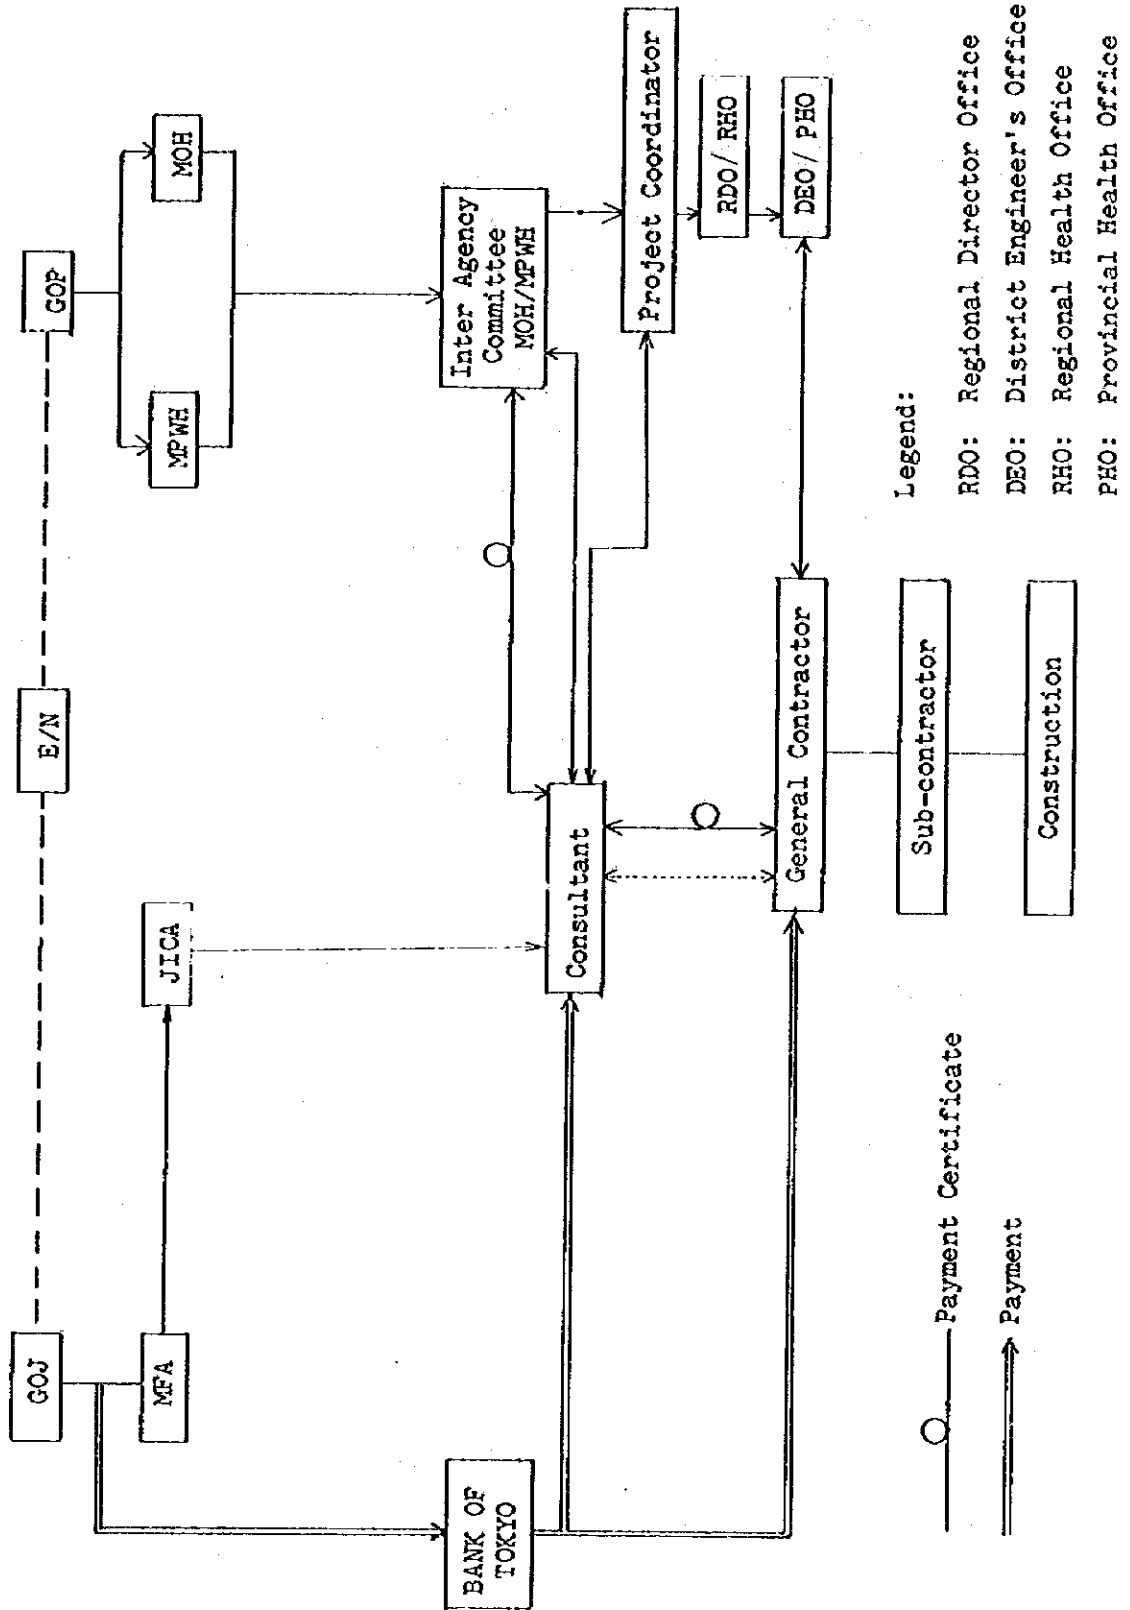 GOJ
E/N
GOP
MFA
JICA
MPWH
MOH
BANK OF
TOKYO
Inter Agency
Committee
MOH/MPWH
Consultant
Project Coordinator
RDO/ RHO
General Contractor
DEO/ PHO
Sub-contractor
Construction
Payment Certificate
Payment
Legend:
RDO: Regional Director Office
DEO: District Engineer's Office
RHO: Regional Health Office
PHO: Provincial Health Office